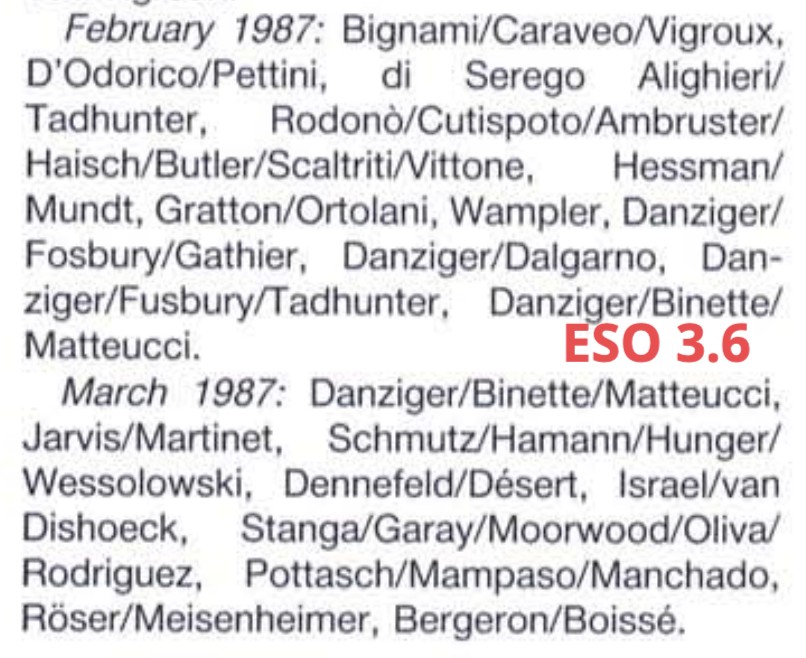 February 1987: Bignami/Caraveo/Vigroux,
D'Odorico/Pettini, di Serego Alighieri/
Tadhunter, Rodonò/Cutispoto/Ambruster/
Haisch/Butler/Scaltriti/Vittone, Hessman/
Mundt, Gratton/Ortolani, Wampler, Danziger/
Fosbury/Gathier, Danziger/Dalgarno, Dan-
ziger/Fusbury/Tadhunter, Danziger/Binette/
Matteucci.
ESO 3.6
March 1987: Danziger/Binette/Matteucci,
Jarvis/Martinet, Schmutz/Hamann/Hunger/
Wessolowski, Dennefeld/Désert, Israel/van
Dishoeck, Stanga/Garay/Moorwood/Oliva/
Rodriguez, Pottasch/Mampaso/Manchado,
Röser/Meisenheimer, Bergeron/Boissé.